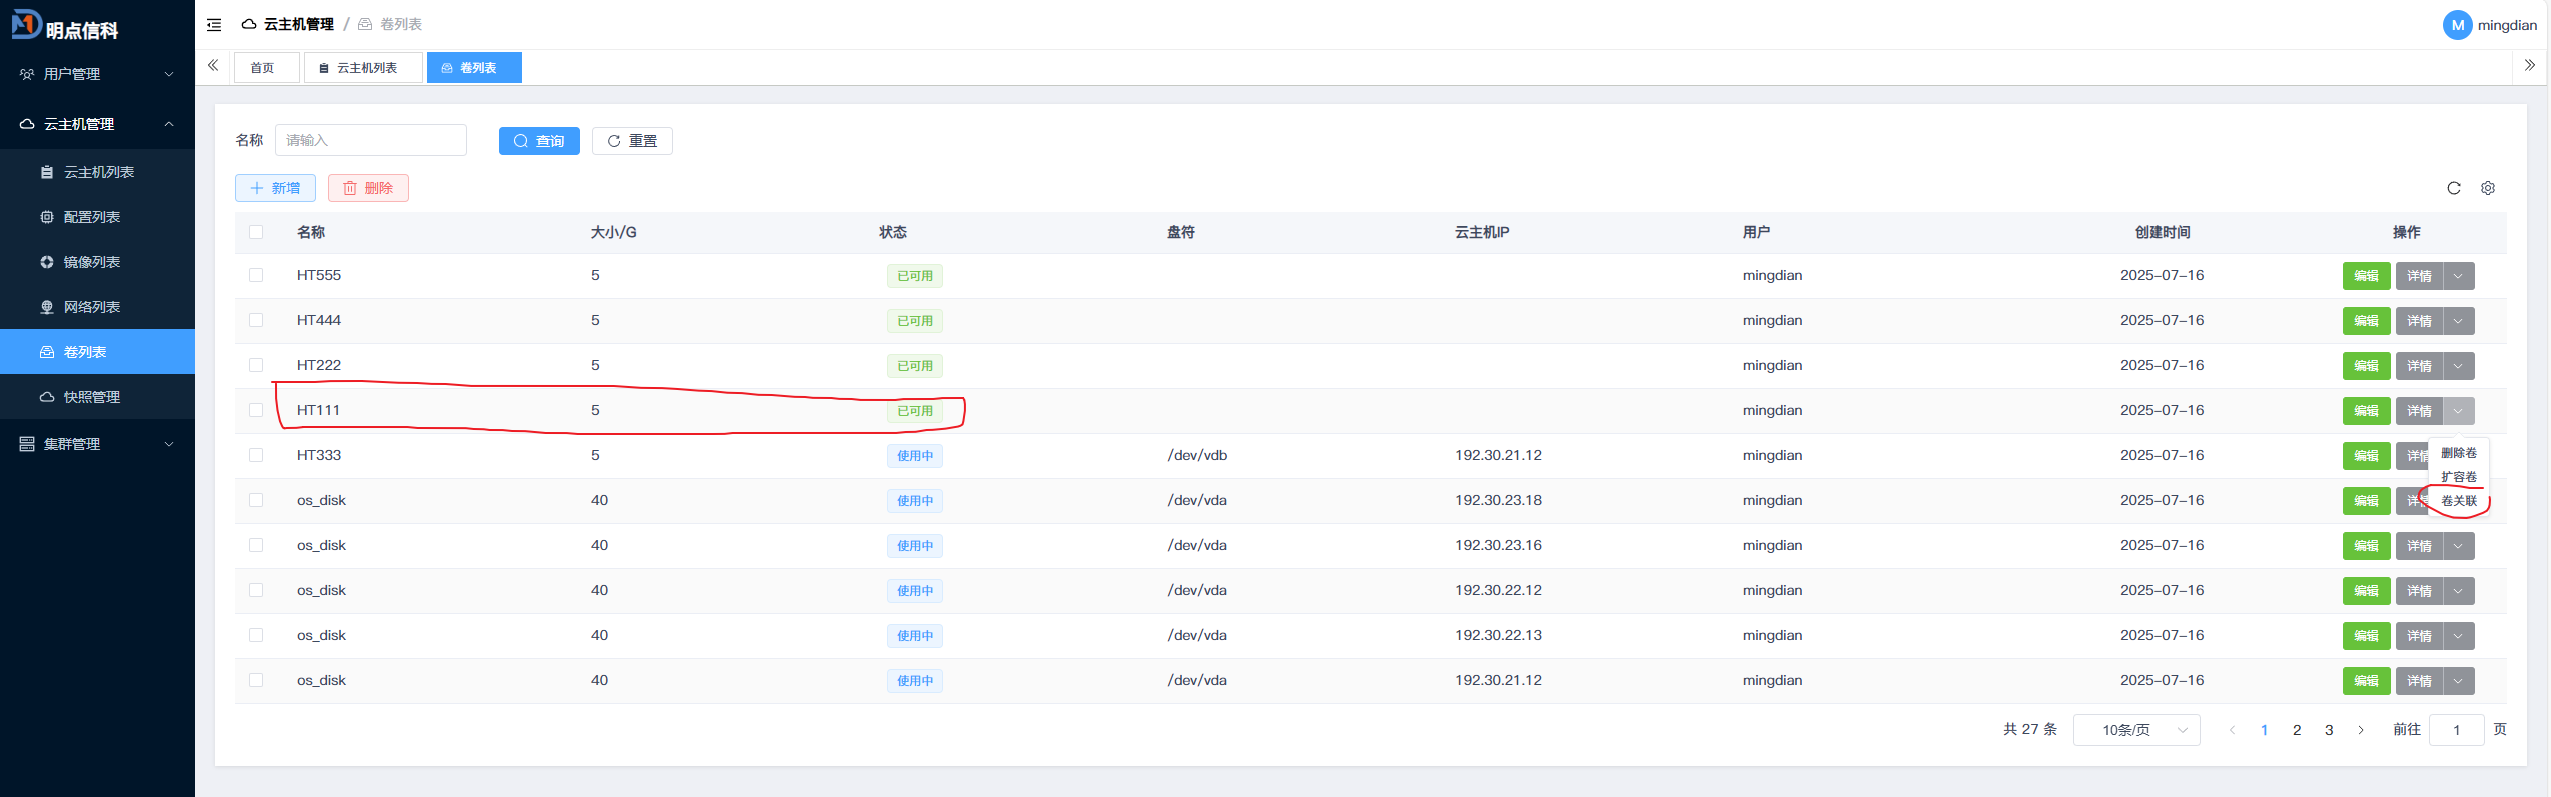 明点信科
用户管理
云主机管理
云主机列表
配置列表
镜像列表
网络列表
卷列表
快照管理
集群管理
云主机管理 / 卷列表
M mingdian
首页 云主机列表 卷列表
名称 请输入 查询 重置
新增 删除
名称 大小/G 状态 盘符 云主机IP 用户 创建时间 操作
HT555 5 已可用 mingdian 2025-07-16 编辑 详情
HT444 5 已可用 mingdian 2025-07-16 编辑 详情
HT222 5 已可用 mingdian 2025-07-16 编辑 详情
HT111 5 已可用 mingdian 2025-07-16 编辑 详情
HT333 5 使用中 /dev/vdb 192.30.21.12 mingdian 2025-07-16 编辑 详情
os_disk 40 使用中 /dev/vda 192.30.23.18 mingdian 2025-07-16 编辑 详情
os_disk 40 使用中 /dev/vda 192.30.23.16 mingdian 2025-07-16 编辑 详情
os_disk 40 使用中 /dev/vda 192.30.22.12 mingdian 2025-07-16 编辑 详情
os_disk 40 使用中 /dev/vda 192.30.22.13 mingdian 2025-07-16 编辑 详情
os_disk 40 使用中 /dev/vda 192.30.21.12 mingdian 2025-07-16 编辑 详情
删除卷
扩容卷
卷关联
共 27 条 10条/页 1 2 3 前往 1 页